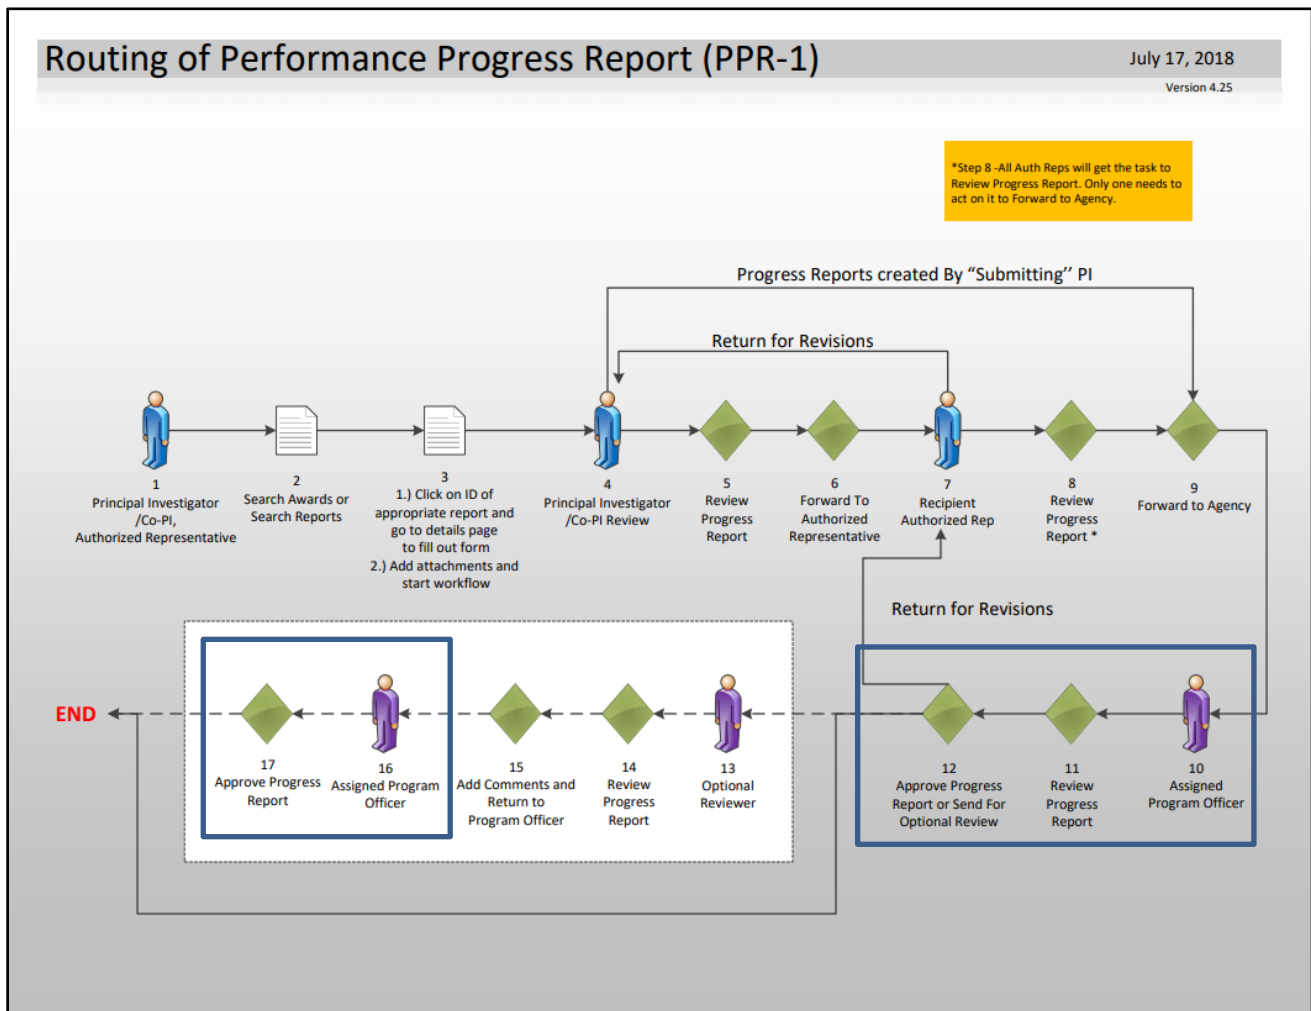 Routing of Performance Progress Report (PPR-1)
July 17, 2018
Version 4.25
*Step 8 -All Auth Reps will get the task to
Review Progress Report. Only one needs to
act on it to Forward to Agency.
Progress Reports created By “Submitting’’ PI
Return for Revisions
1
Principal Investigator
/Co-PI,
Authorized Representative
2
Search Awards or
Search Reports
3
1.) Click on ID of
appropriate report and
go to details page
to fill out form
2.) Add attachments and
start workflow
4
Principal Investigator
/Co-PI Review
5
Review
Progress
Report
6
Forward To
Authorized
Representative
7
Recipient
Authorized Rep
8
Review
Progress
Report *
9
Forward to Agency
Return for Revisions
END
17
Approve Progress
Report
16
Assigned Program
Officer
15
Add Comments and
Return to
Program Officer
14
Review
Progress
Report
13
Optional
Reviewer
12
Approve Progress
Report or Send For
Optional Review
11
Review
Progress
Report
10
Assigned
Program Officer